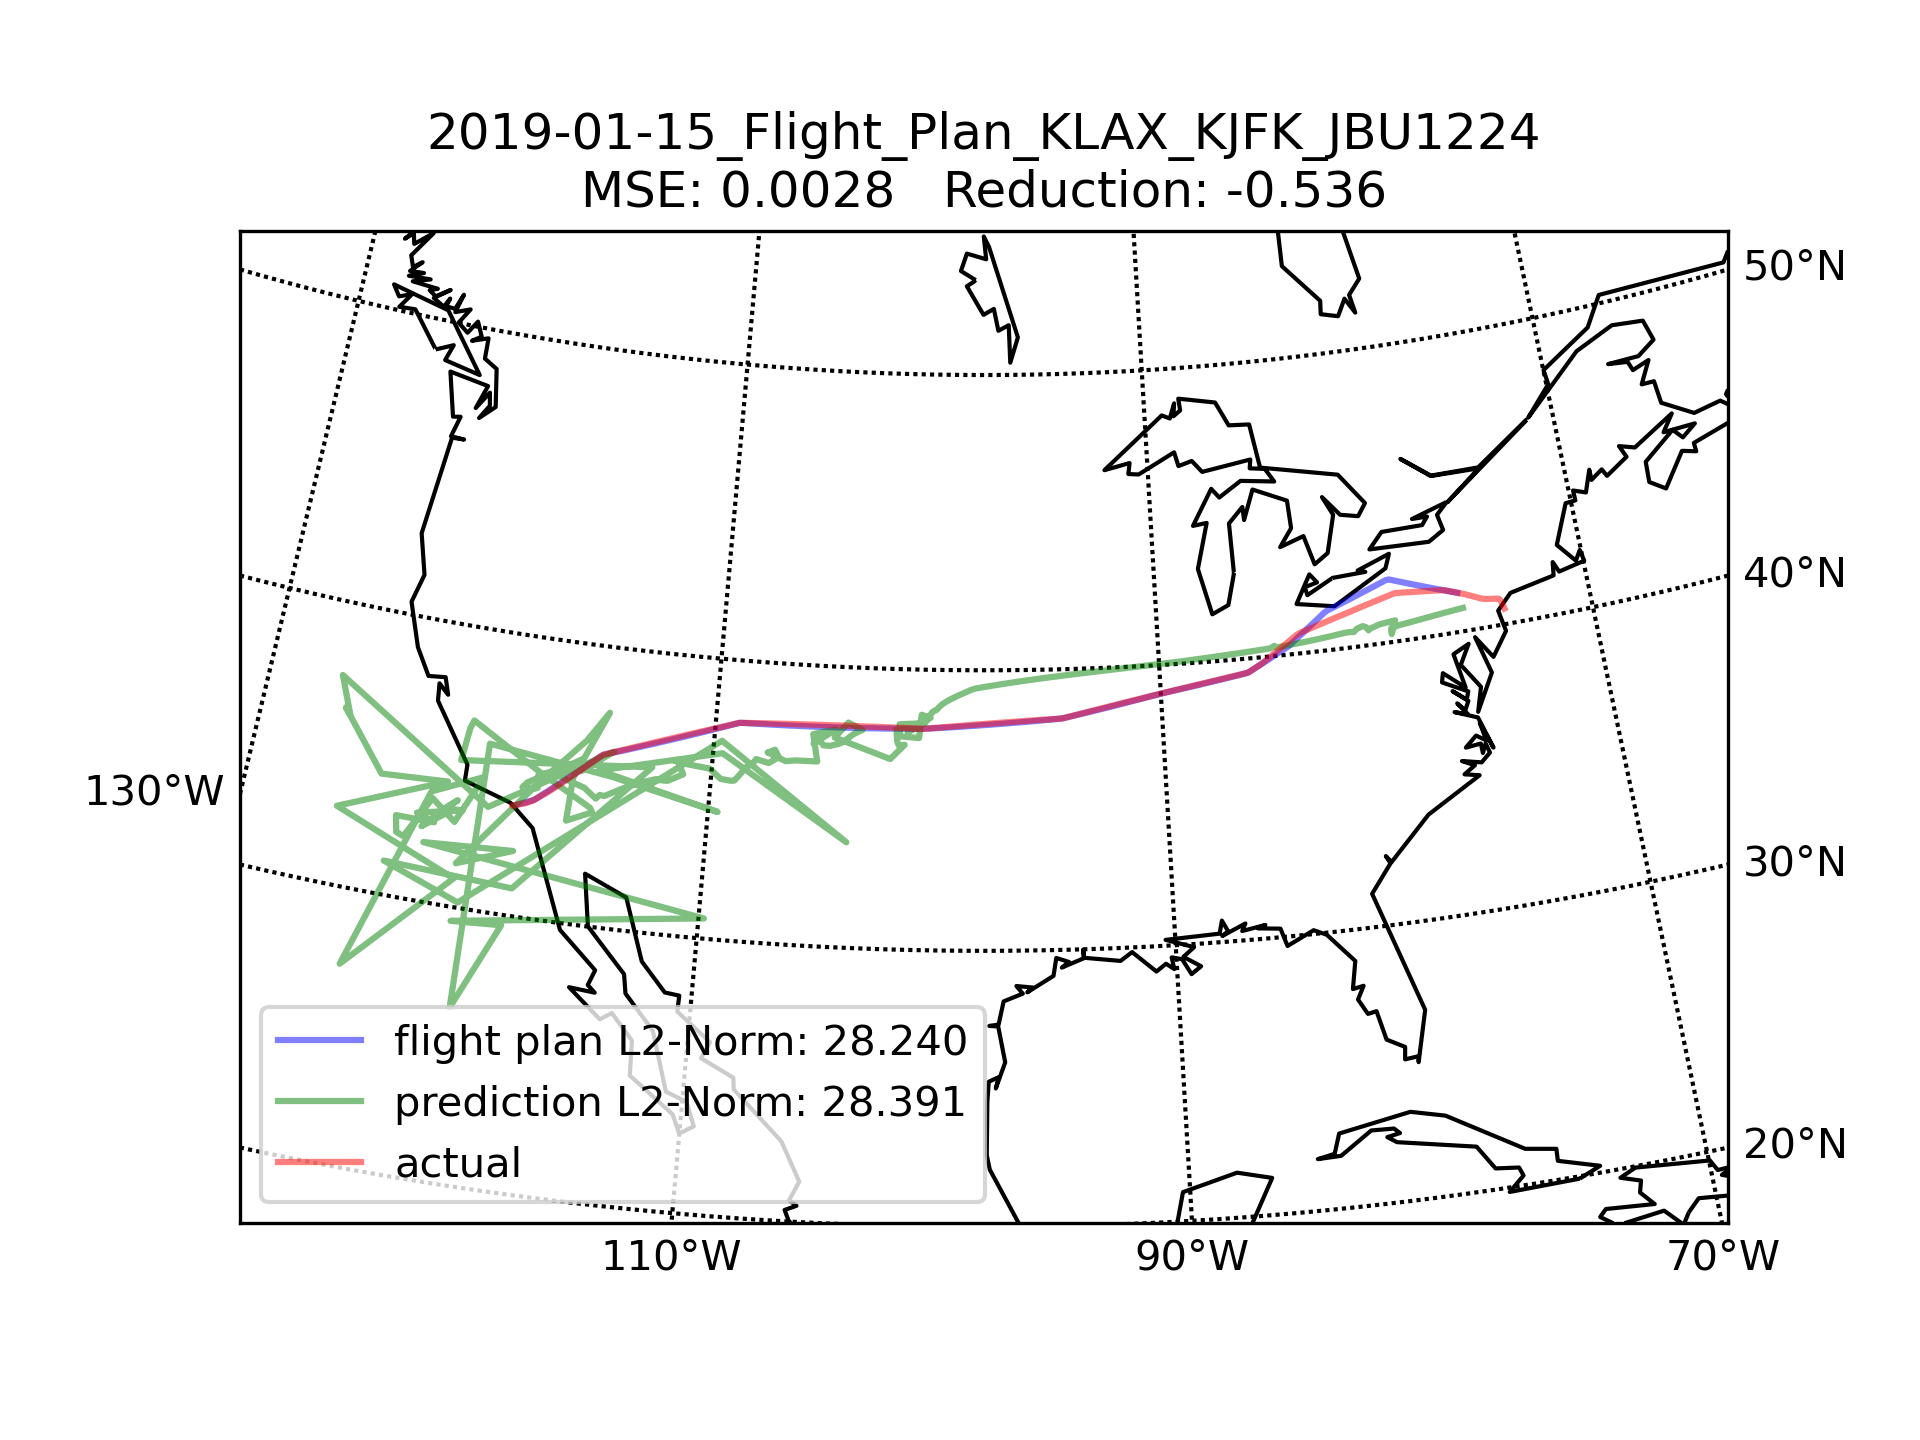 2019-01-15_Flight_Plan_KLAX_KJFK_JBU1224
MSE: 0.0028   Reduction: -0.536
50°N
40°N
130°W
30°N
flight plan L2-Norm: 28.240
prediction L2-Norm: 28.391
20°N
actual
110°W
90°W
70°W